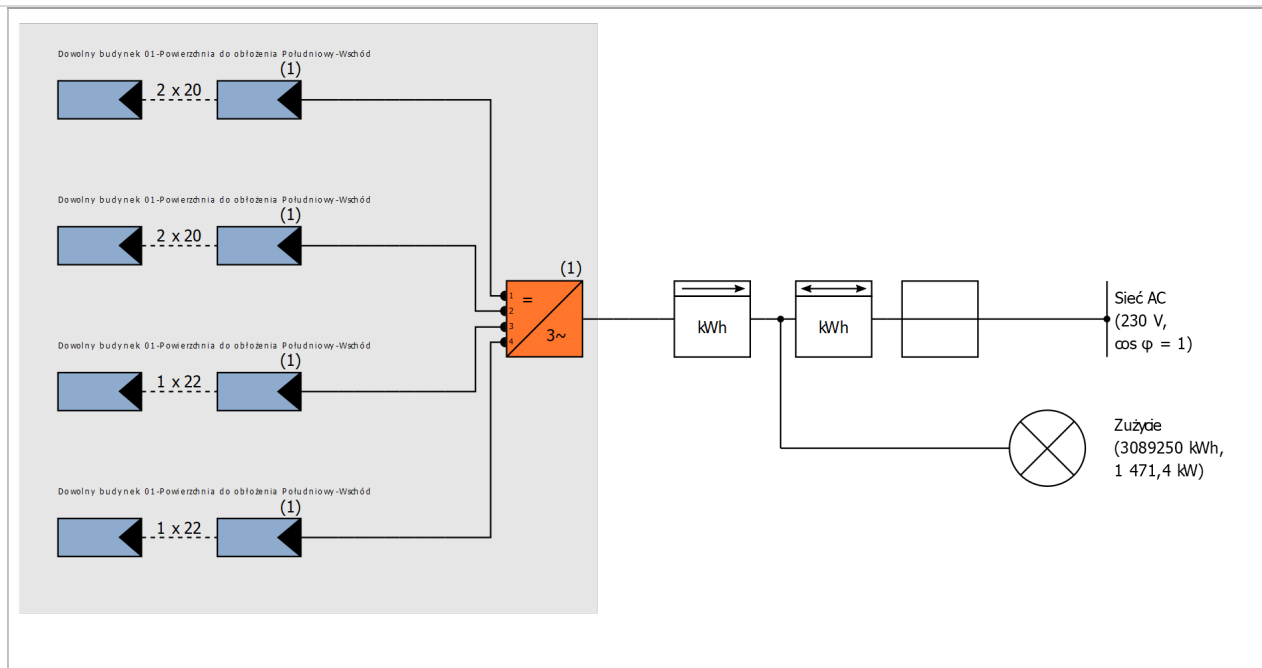 Dowolny budynek 01-Powierzchnia do obłożenia Południowy-Wschód
(1)
2 x 20
Dowolny budynek 01-Powierzchnia do obłożenia Południowy-Wschód
(1)
2 x 20
(1)
1
2
3
4
=
3~
kWh
kWh
Sieć AC
(230 V,
cos φ = 1)
Dowolny budynek 01-Powierzchnia do obłożenia Południowy-Wschód
(1)
1 x 22
Zużycie
(3089250 kWh,
1 471,4 kW)
Dowolny budynek 01-Powierzchnia do obłożenia Południowy-Wschód
(1)
1 x 22